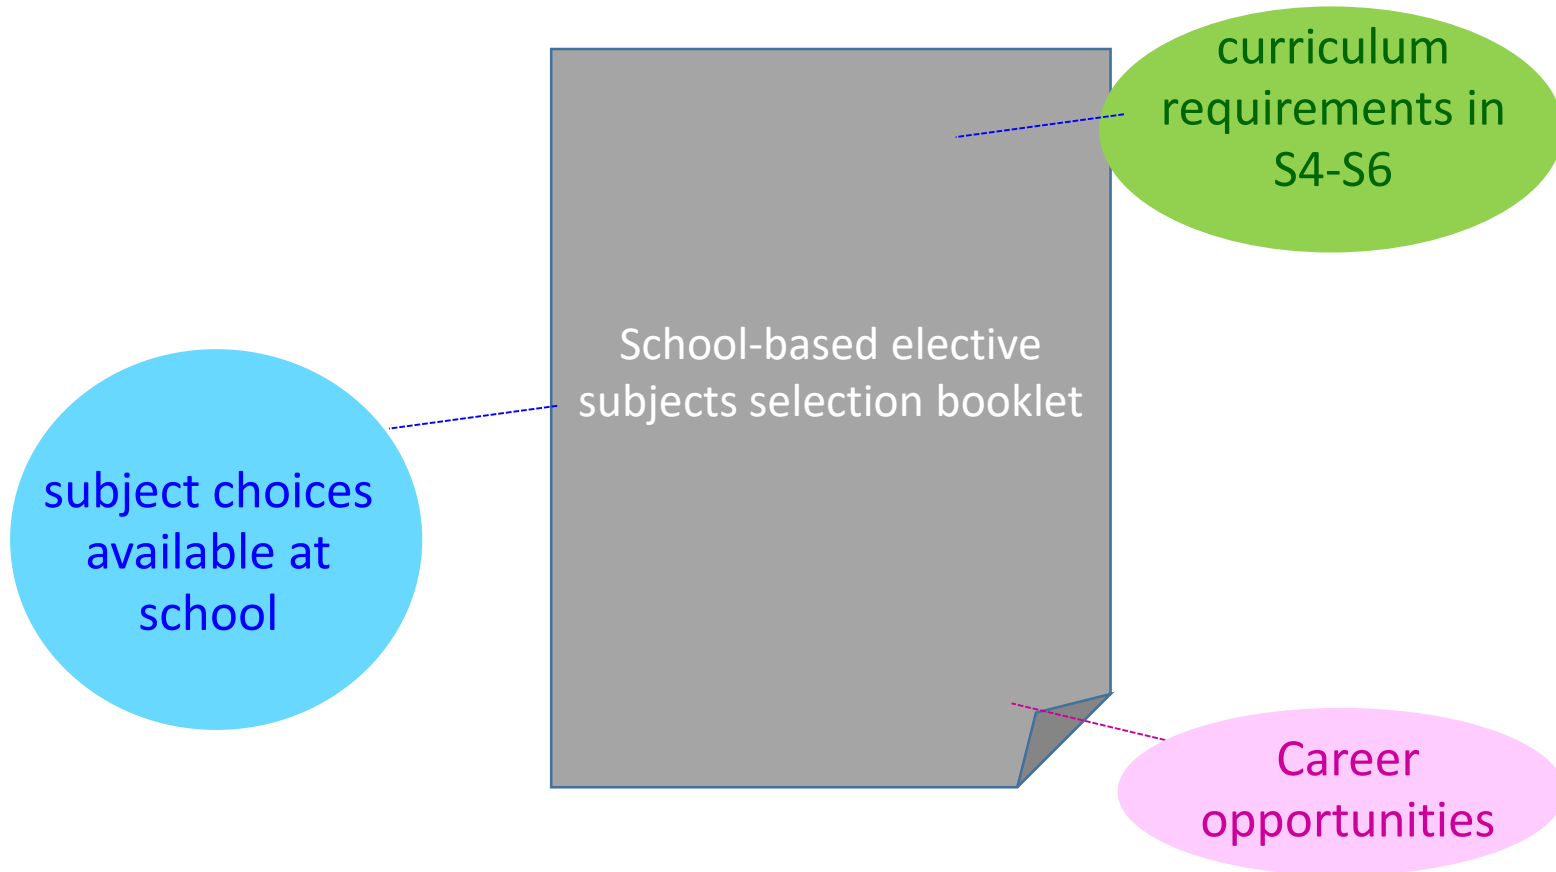 curriculum
requirements in
S4-S6
School-based elective
subjects selection booklet
subject choices
available at
school
Career
opportunities